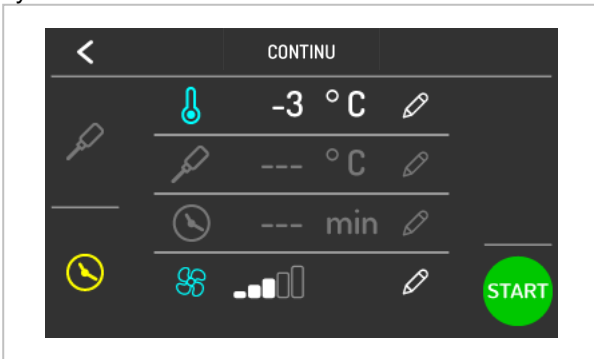 CONTINU
-3 °C
--- °C
--- min
START